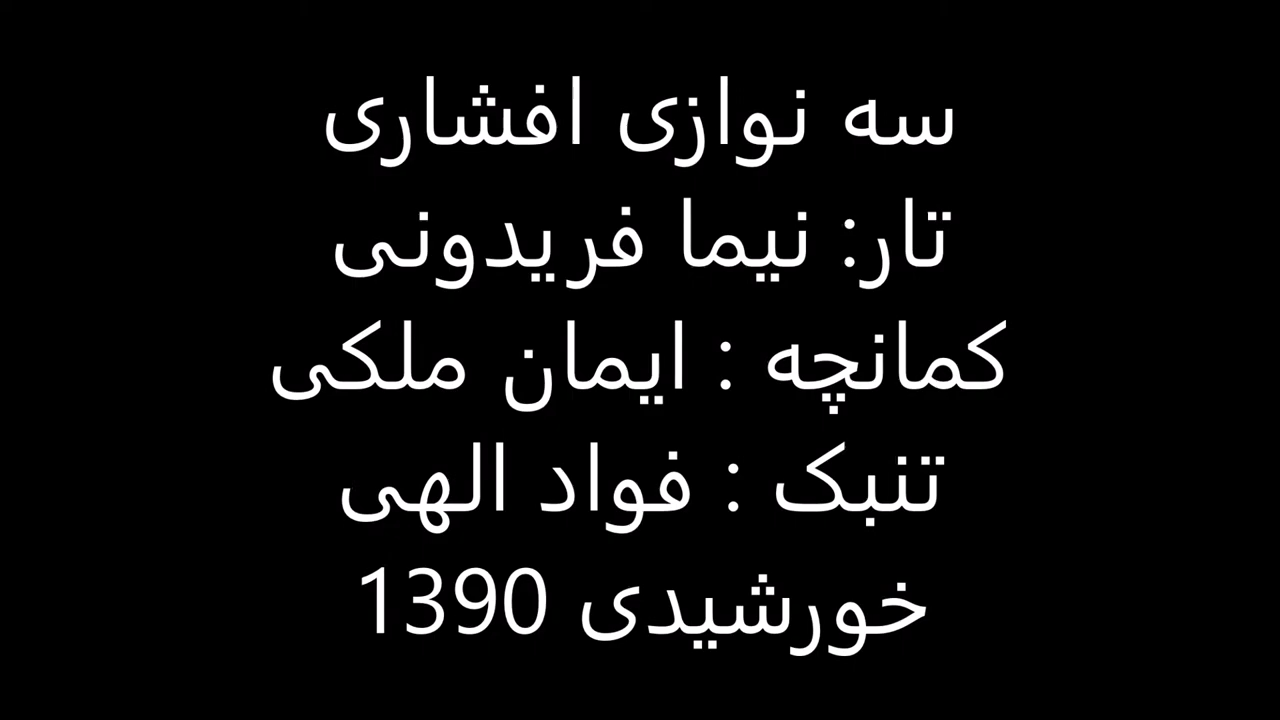 سه نوازی افشاری
تار: نیما فریدونی
کمانچه : ایمان ملکی
تنبک : فواد الهی
خورشیدی 1390